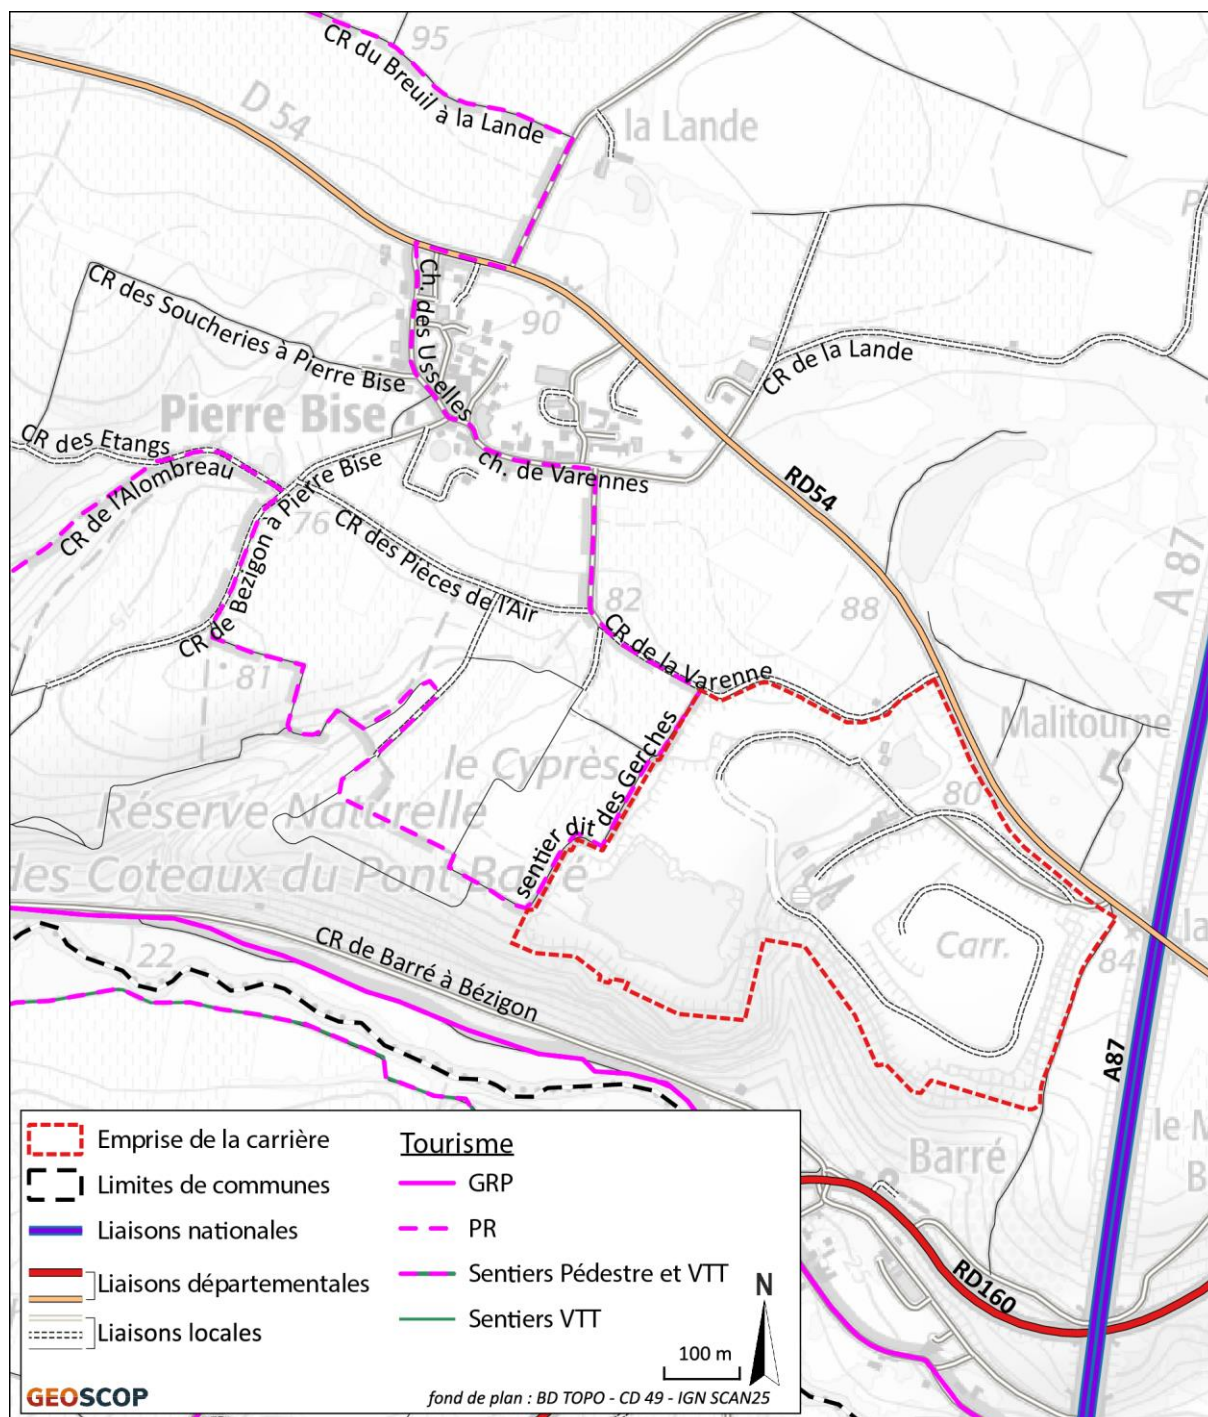 95
CR du Breuil à la Lande
D 54
la Lande
CR des Soucheries à Pierre Bise
Ch. des Usselles
90
CR de la Lande
Pierre Bise
CR des Etangs
CR de l'Alombreau
Ch. de Varennes
RD54
76
CR de Bezigon à Pierre Bise
CR des Pièces de l'Air
82
88
A 87
CR de la Varenne
81
Malitourne
le Cyprès
sentier dit des Gerches
80
Réserve Naturelle
des Coteaux du Pont Barré
la
Carr.
84
22
CR de Barré à Bézigon
A87
le M
Barré
B
RD160
Emprise de la carrière
Limites de communes
Liaisons nationales
Liaisons départementales
Liaisons locales
Tourisme
GRP
PR
Sentiers Pédestre et VTT
Sentiers VTT
N
100 m
GEOSCOP
fond de plan : BD TOPO - CD 49 - IGN SCAN25